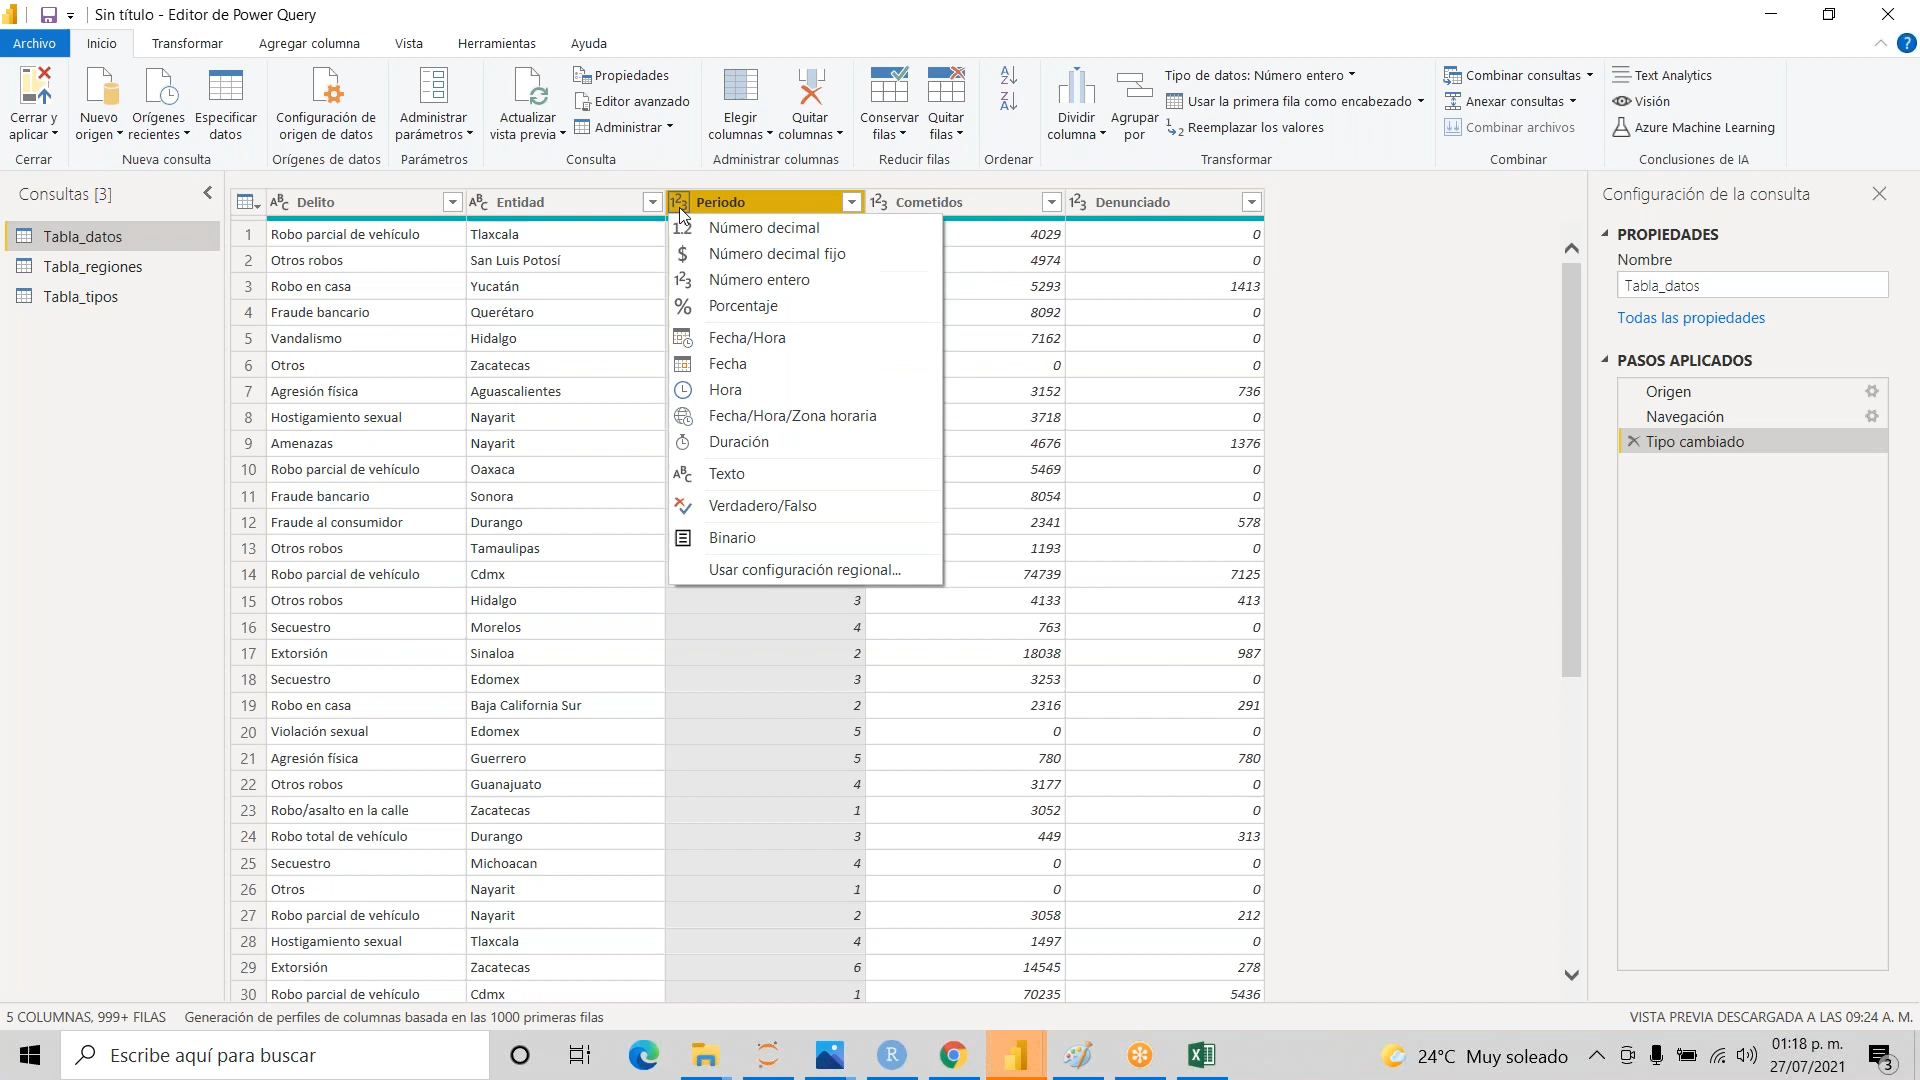 Sin título - Editor de Power Query
Archivo Inicio Transformar Agregar columna Vista Herramientas Ayuda
Cerrar y aplicar
Cerrar
Nuevo origen
Orígenes recientes
Especificar datos
Nueva consulta
Configuración de origen de datos
Orígenes de datos
Administrar parámetros
Parámetros
Actualizar vista previa
Propiedades
Editor avanzado
Administrar
Consulta
Elegir columnas
Quitar columnas
Administrar columnas
Conservar filas
Quitar filas
Reducir filas
Ordenar
Dividir columna
Agrupar por
Tipo de datos: Número entero
Usar la primera fila como encabezado
Reemplazar los valores
Transformar
Combinar consultas
Anexar consultas
Combinar archivos
Combinar
Text Analytics
Visión
Azure Machine Learning
Conclusiones de IA
Consultas [3]
Tabla_datos
Tabla_regiones
Tabla_tipos
Delito Entidad Periodo Cometidos Denunciado
1 Robo parcial de vehículo Tlaxcala 4029 0
2 Otros robos San Luis Potosí 4974 0
3 Robo en casa Yucatán 5293 1413
4 Fraude bancario Querétaro 8092 0
5 Vandalismo Hidalgo 7162 0
6 Otros Zacatecas 0 0
7 Agresión física Aguascalientes 3152 736
8 Hostigamiento sexual Nayarit 3718 0
9 Amenazas Nayarit 4676 1376
10 Robo parcial de vehículo Oaxaca 5469 0
11 Fraude bancario Sonora 8054 0
12 Fraude al consumidor Durango 2341 578
13 Otros robos Tamaulipas 1193 0
14 Robo parcial de vehículo Cdmx 74739 7125
15 Otros robos Hidalgo 3 4133 413
16 Secuestro Morelos 4 763 0
17 Extorsión Sinaloa 2 18038 987
18 Secuestro Edomex 3 3253 0
19 Robo en casa Baja California Sur 2 2316 291
20 Violación sexual Edomex 5 0 0
21 Agresión física Guerrero 5 780 780
22 Otros robos Guanajuato 4 3177 0
23 Robo/asalto en la calle Zacatecas 1 3052 0
24 Robo total de vehículo Durango 3 449 313
25 Secuestro Michoacan 4 0 0
26 Otros Nayarit 1 0 0
27 Robo parcial de vehículo Nayarit 2 3058 212
28 Hostigamiento sexual Tlaxcala 4 1497 0
29 Extorsión Zacatecas 6 14545 278
30 Robo parcial de vehículo Cdmx 1 70235 5436
1.2 Número decimal
$ Número decimal fijo
123 Número entero
% Porcentaje
Fecha/Hora
Fecha
Hora
Fecha/Hora/Zona horaria
Duración
ABC Texto
Verdadero/Falso
Binario
Usar configuración regional...
Configuración de la consulta
PROPIEDADES
Nombre
Tabla_datos
Todas las propiedades
PASOS APLICADOS
Origen
Navegación
Tipo cambiado
5 COLUMNAS, 999+ FILAS Generación de perfiles de columnas basada en las 1000 primeras filas
VISTA PREVIA DESCARGADA A LAS 09:24 A. M.
Escribe aquí para buscar
24°C Muy soleado
01:18 p. m.
27/07/2021
3